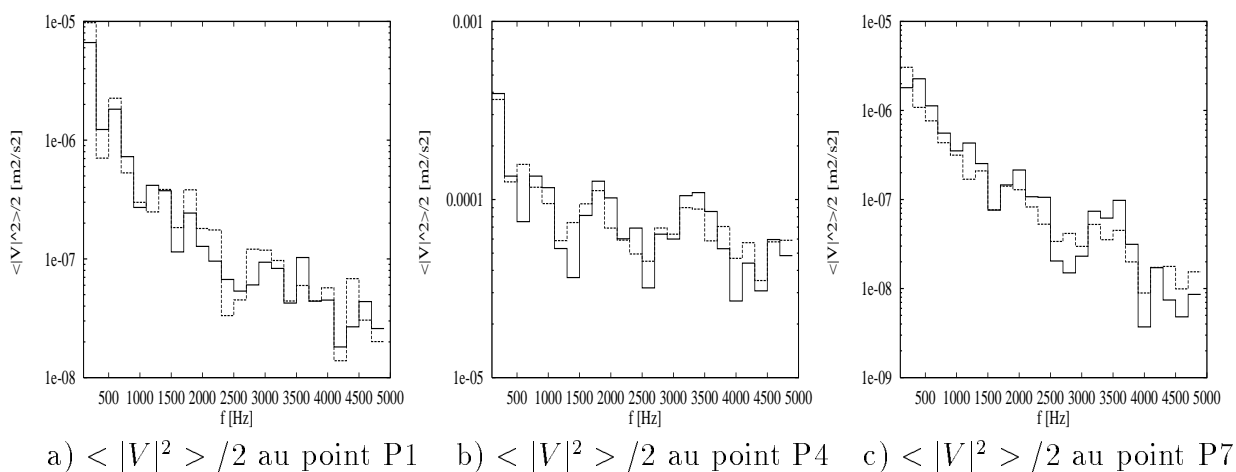 1e-05
1e-06
1e-07
1e-08
<|V|^2>/2 [m2/s2]
500 1000 1500 2000 2500 3000 3500 4000 4500 5000
f [Hz]
a) < |V|² > /2 au point P1
0.001
0.0001
1e-05
<|V|^2>/2 [m2/s2]
500 1000 1500 2000 2500 3000 3500 4000 4500 5000
f [Hz]
b) < |V|² > /2 au point P4
1e-05
1e-06
1e-07
1e-08
1e-09
<|V|^2>/2 [m2/s2]
500 1000 1500 2000 2500 3000 3500 4000 4500 5000
f [Hz]
c) < |V|² > /2 au point P7